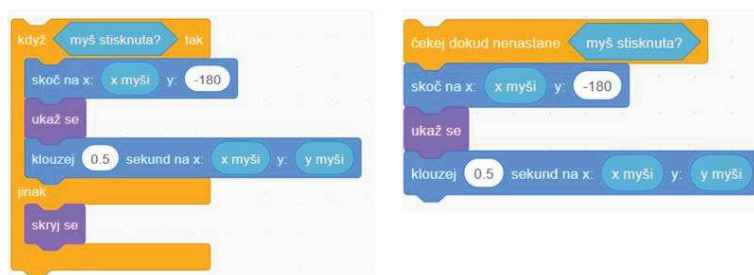 když myš stisknuta? tak
skoč na x: x myši y: -180
ukaž se
klouzej 0.5 sekund na x: x myši y: y myši
jinak
skryj se
čekej dokud nenastane myš stisknuta?
skoč na x: x myši y: -180
ukaž se
klouzej 0.5 sekund na x: x myši y: y myši